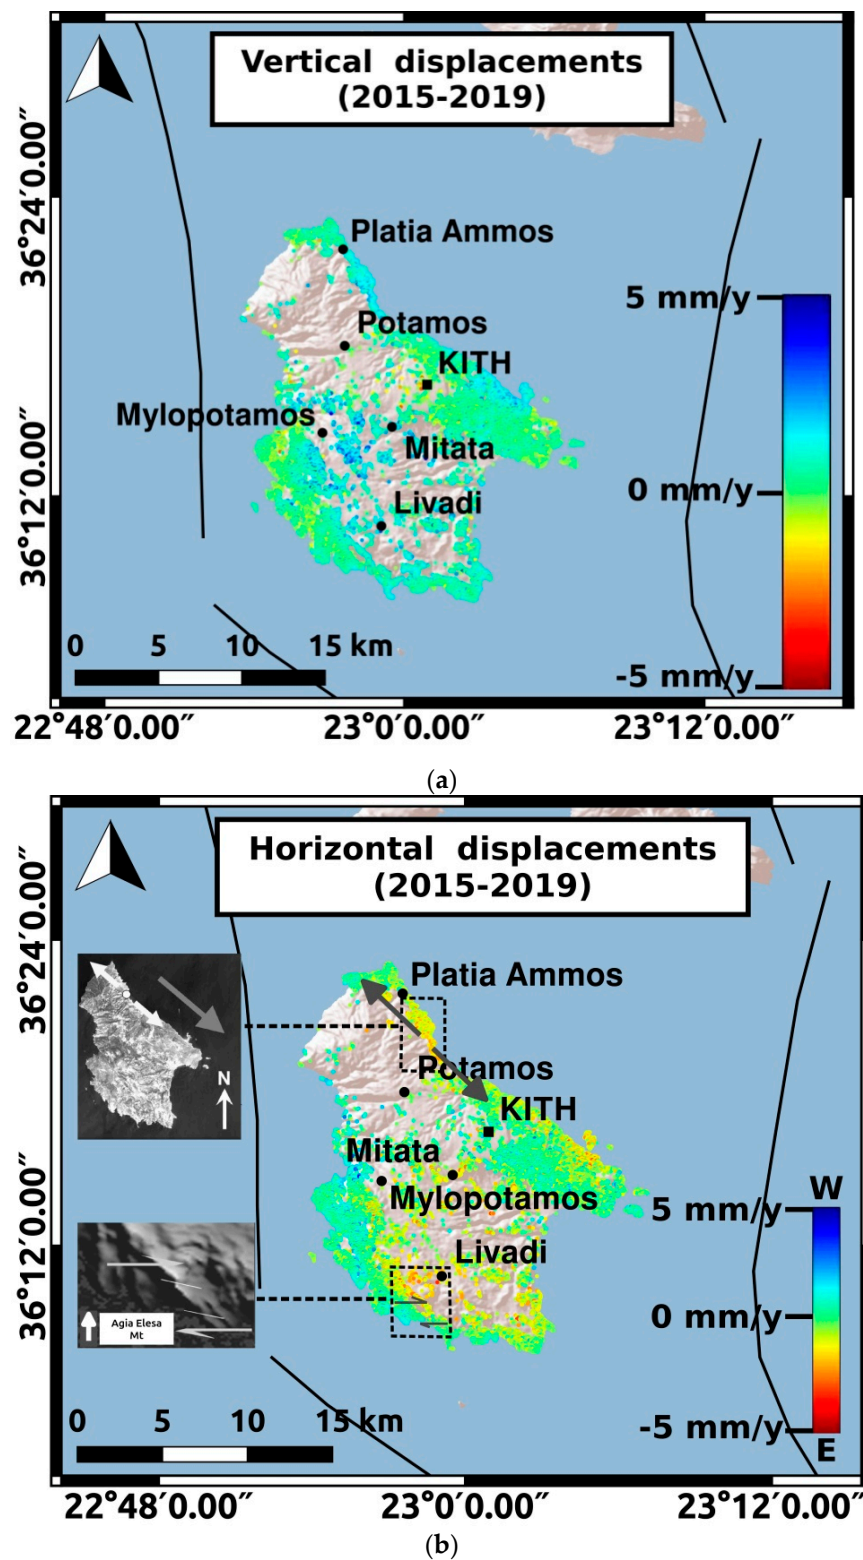 Vertical displacements
(2015-2019)
36°24′0.00″
Platia Ammos
5 mm/y
Potamos
KITH
Mylopotamos
Mitata
0 mm/y
Livadi
36°12′0.00″
0 5 10 15 km
-5 mm/y
22°48′0.00″ 23°0′0.00″ 23°12′0.00″
(a)
Horizontal displacements
(2015-2019)
36°24′0.00″
Platia Ammos
Potamos
N
KITH
Mitata
W
Mylopotamos
5 mm/y
Livadi
36°12′0.00″
Agia Elesa
Mt
0 mm/y
0 5 10 15 km
-5 mm/y
E
22°48′0.00″ 23°0′0.00″ 23°12′0.00″
(b)